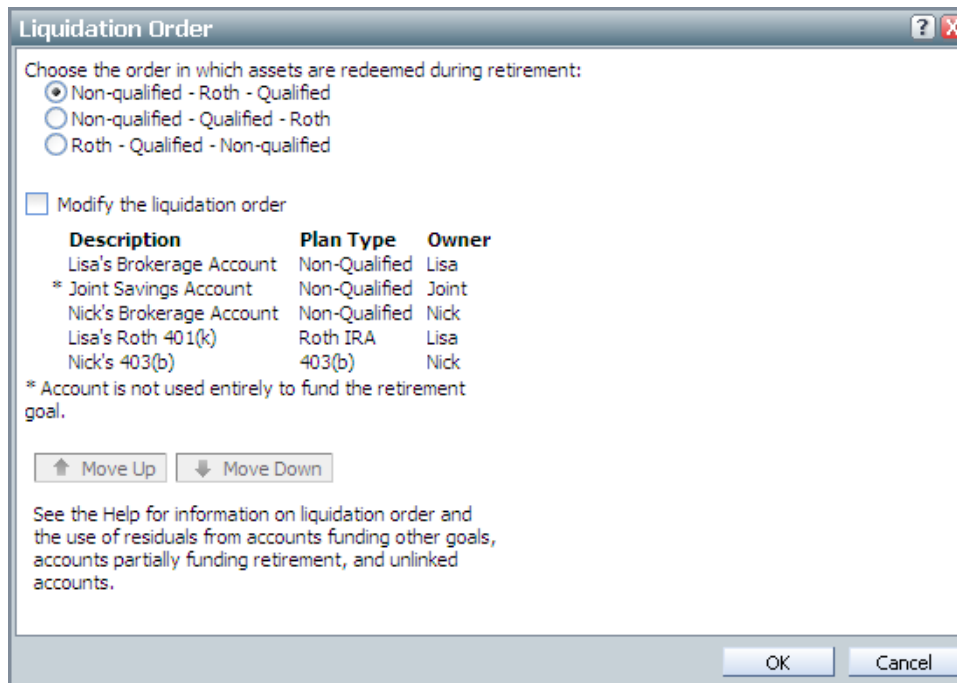 Liquidation Order
Choose the order in which assets are redeemed during retirement:
Non-qualified - Roth - Qualified
Non-qualified - Qualified - Roth
Roth - Qualified - Non-qualified
Modify the liquidation order
Description Plan Type Owner
Lisa's Brokerage Account Non-Qualified Lisa
* Joint Savings Account Non-Qualified Joint
Nick's Brokerage Account Non-Qualified Nick
Lisa's Roth 401(k) Roth IRA Lisa
Nick's 403(b) 403(b) Nick
* Account is not used entirely to fund the retirement
goal.
Move Up Move Down
See the Help for information on liquidation order and
the use of residuals from accounts funding other goals,
accounts partially funding retirement, and unlinked
accounts.
OK Cancel